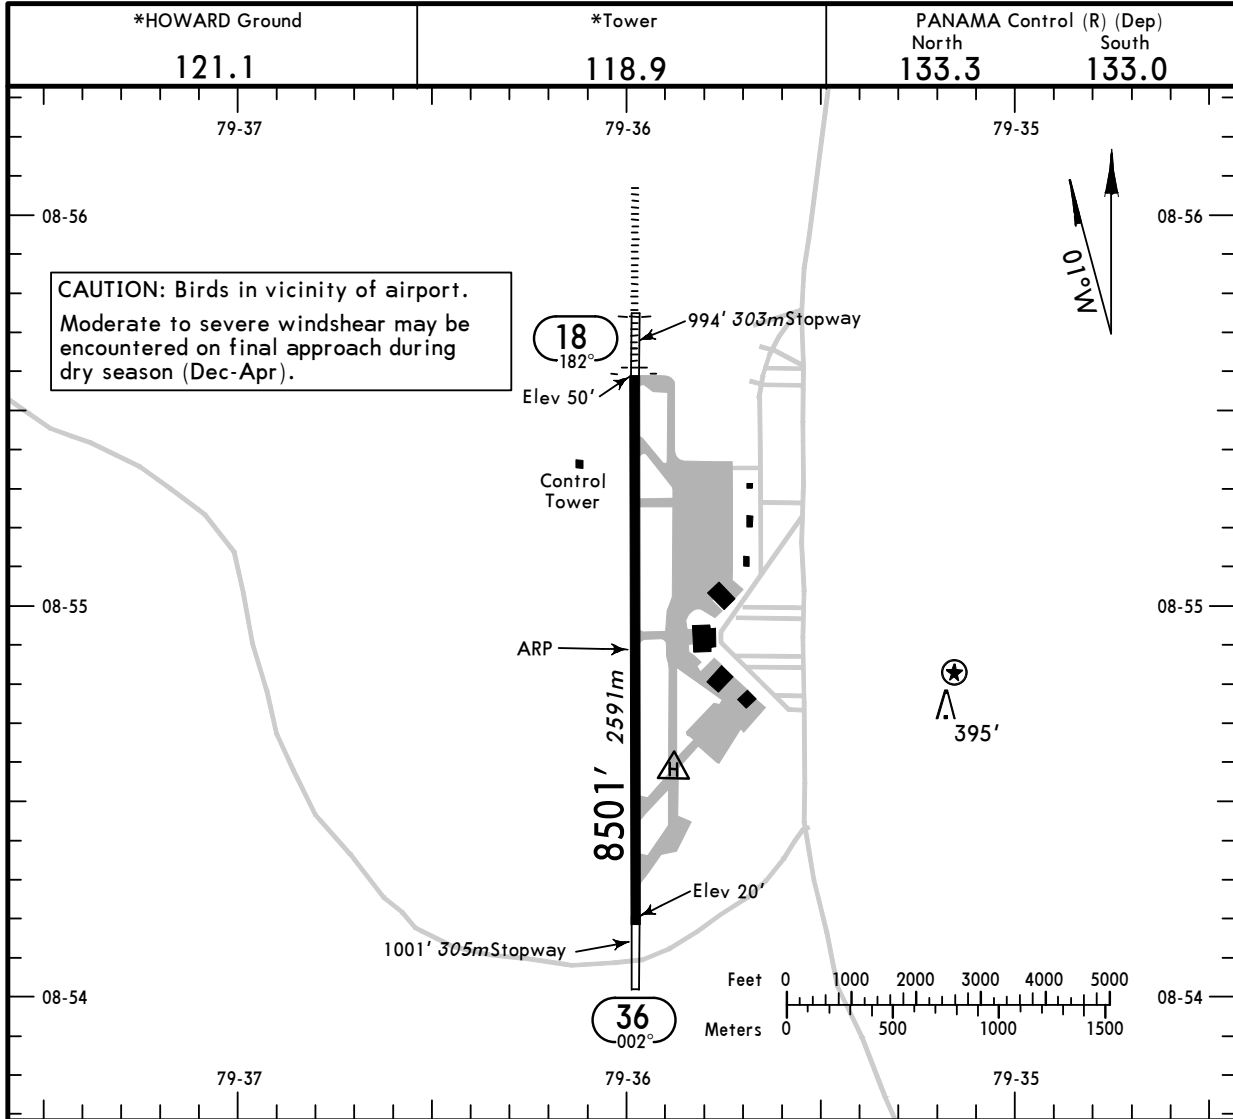 *HOWARD Ground
121.1
*Tower
118.9
PANAMA Control (R) (Dep)
North South
133.3 133.0
79-37 79-36 79-35
08-56 08-56
01°W
CAUTION: Birds in vicinity of airport.
Moderate to severe windshear may be
encountered on final approach during
dry season (Dec-Apr).
994' 303m Stopway
18
182°
Elev 50'
Control
Tower
08-55 08-55
ARP
8501' 2591m
395'
H
Elev 20'
1001' 305m Stopway
36
002°
Feet 0 1000 2000 3000 4000 5000
Meters 0 500 1000 1500
08-54 08-54
79-37 79-36 79-35